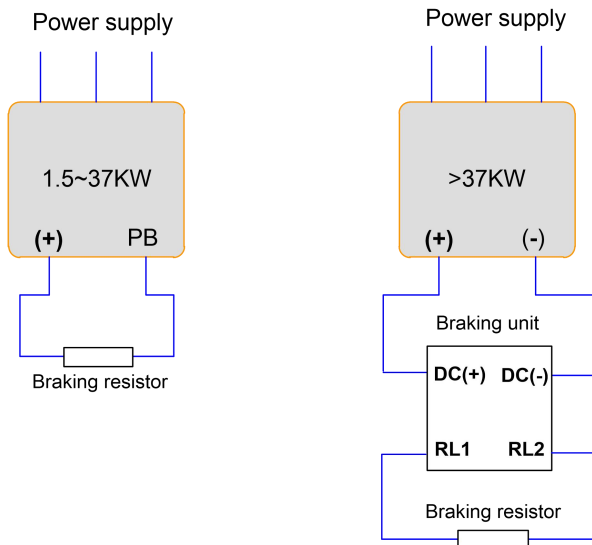 Power supply
1.5~37KW
(+) PB
Braking resistor
Power supply
>37KW
(+) (-)
Braking unit
DC(+) DC(-)
RL1 RL2
Braking resistor